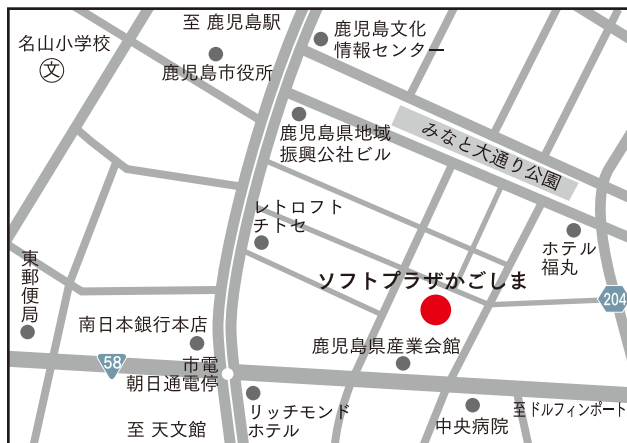 至 鹿児島駅
鹿児島文化
情報センター
名山小学校
文
鹿児島市役所
鹿児島県地域
振興公社ビル
みなと大通り公園
レトロフト
チトセ
ホテル
福丸
東郵便局
ソフトプラザかごしま
204
南日本銀行本店
鹿児島県産業会館
58
市電
朝日通電停
リッチモンド
ホテル
中央病院
至 ドルフィンポート
至 天文館